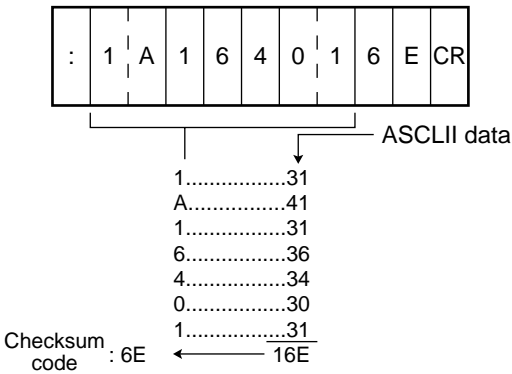 : 1 A 1 6 4 0 1 6 E CR
ASCLII data
1.................31
A.................41
1.................31
6.................36
4.................34
0.................30
1.................31
Checksum code : 6E 16E